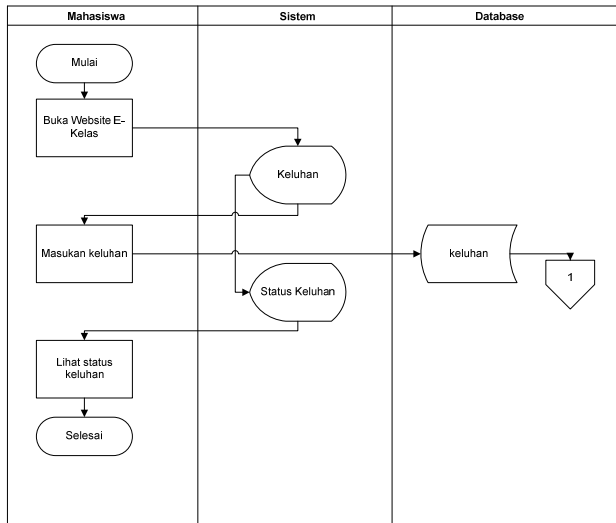 Mahasiswa
Sistem
Database
Mulai
Buka Website E-
Kelas
Keluhan
Masukan keluhan
keluhan
1
Status Keluhan
Lihat status
keluhan
Selesai